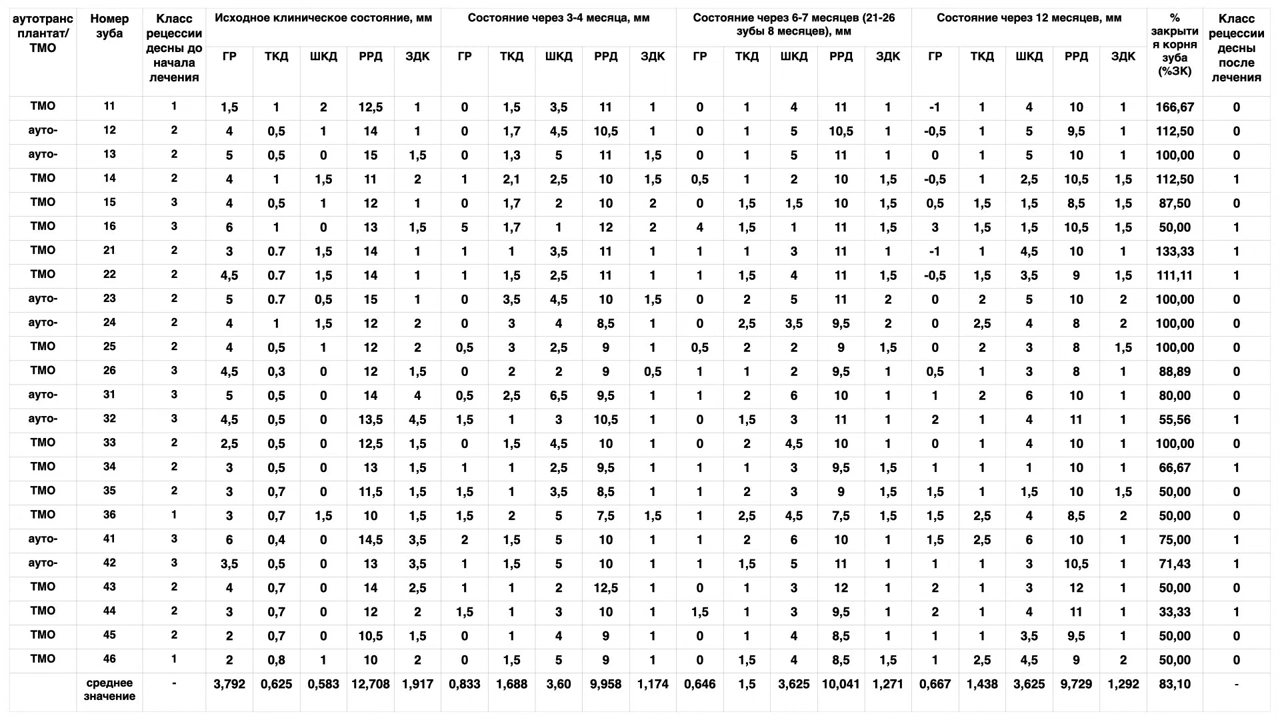 аутотрансплантат/ТМО Номер зуба Класс рецессии десны до начала лечения Исходное клиническое состояние, мм Состояние через 3-4 месяца, мм Состояние через 6-7 месяцев (21-26 зубы 8 месяцев), мм Состояние через 12 месяцев, мм % закрытия корня зуба (%ЗК) Класс рецессии десны после лечения
ГР ТКД ШКД РРД ЗДК ГР ТКД ШКД РРД ЗДК ГР ТКД ШКД РРД ЗДК ГР ТКД ШКД РРД ЗДК
ТМО 11 1 1,5 1 2 12,5 1 0 1,5 3,5 11 1 0 1 4 11 1 -1 1 4 10 1 166,67 0
ауто- 12 2 4 0,5 1 14 1 0 1,7 4,5 10,5 1 0 1 5 10,5 1 -0,5 1 5 9,5 1 112,50 0
ауто- 13 2 5 0,5 0 15 1,5 0 1,3 5 11 1,5 0 1 5 11 1 0 1 5 10 1 100,00 0
ТМО 14 2 4 1 1,5 11 2 1 2,1 2,5 10 1,5 0,5 1 2 10 1,5 -0,5 1 2,5 10,5 1,5 112,50 1
ТМО 15 3 4 0,5 1 12 1 0 1,7 2 10 2 0 1,5 1,5 10 1,5 0,5 1,5 1,5 8,5 1,5 87,50 0
ТМО 16 3 6 1 0 13 1,5 5 1,7 1 12 2 4 1,5 1 11 1,5 3 1,5 1,5 10,5 1,5 50,00 1
ТМО 21 2 3 0.7 1,5 14 1 1 1 3,5 11 1 1 1 3 11 1 -1 1 4,5 10 1 133,33 1
ТМО 22 2 4,5 0.7 1,5 14 1 1 1,5 2,5 11 1 1 1,5 4 11 1,5 -0,5 1,5 3,5 9 1,5 111,11 1
ауто- 23 2 5 0.7 0,5 15 1 0 3,5 4,5 10 1,5 0 2 5 11 2 0 2 5 10 2 100,00 0
ауто- 24 2 4 1 1,5 12 2 0 3 4 8,5 1 0 2,5 3,5 9,5 2 0 2,5 4 8 2 100,00 0
ТМО 25 2 4 0,5 1 12 2 0,5 3 2,5 9 1 0,5 2 2 9 1,5 0 2 3 8 1,5 100,00 0
ТМО 26 3 4,5 0,3 0 12 1,5 0 2 2 9 0,5 1 1 2 9,5 1 0,5 1 3 8 1 88,89 0
ауто- 31 3 5 0,5 0 14 4 0,5 2,5 6,5 9,5 1 1 2 6 10 1 1 2 6 10 1 80,00 0
ауто- 32 3 4,5 0,5 0 13,5 4,5 1,5 1 3 10,5 1 0 1,5 3 11 1 2 1 4 11 1 55,56 1
ТМО 33 2 2,5 0,5 0 12,5 1,5 0 1,5 4,5 10 1 0 2 4,5 10 1 0 1 4 10 1 100,00 0
ТМО 34 2 3 0,5 0 13 1,5 1 1 2,5 9,5 1 1 1 3 9,5 1,5 1 1 1 10 1 66,67 1
ТМО 35 2 3 0,7 0 11,5 1,5 1,5 1 3,5 8,5 1 1 2 3 9 1,5 1,5 1 1,5 10 1,5 50,00 0
ТМО 36 1 3 0,7 1,5 10 1,5 1,5 2 5 7,5 1,5 1 2,5 4,5 7,5 1,5 1,5 2,5 4 8,5 2 50,00 0
ауто- 41 3 6 0,4 0 14,5 3,5 2 1,5 5 10 1 1 2 6 10 1 1,5 2,5 6 10 1 75,00 1
ауто- 42 3 3,5 0,5 0 13 3,5 1 1,5 5 10 1 1 1,5 5 11 1 1 1 3 10,5 1 71,43 1
ТМО 43 2 4 0,7 0 14 2,5 1 1 2 12,5 1 0 1 3 12 1 2 1 3 12 1 50,00 0
ТМО 44 2 3 0,7 0 12 2 1,5 1 3 10 1 1,5 1 3 9,5 1 2 1 4 11 1 33,33 1
ТМО 45 2 2 0,7 0 10,5 1,5 0 1 4 9 1 0 1 4 8,5 1 1 1 3,5 9,5 1 50,00 0
ТМО 46 1 2 0,8 1 10 2 0 1,5 5 9 1 0 1,5 4 8,5 1,5 1 2,5 4,5 9 2 50,00 0
среднее значение - 3,792 0,625 0,583 12,708 1,917 0,833 1,688 3,60 9,958 1,174 0,646 1,5 3,625 10,041 1,271 0,667 1,438 3,625 9,729 1,292 83,10 -